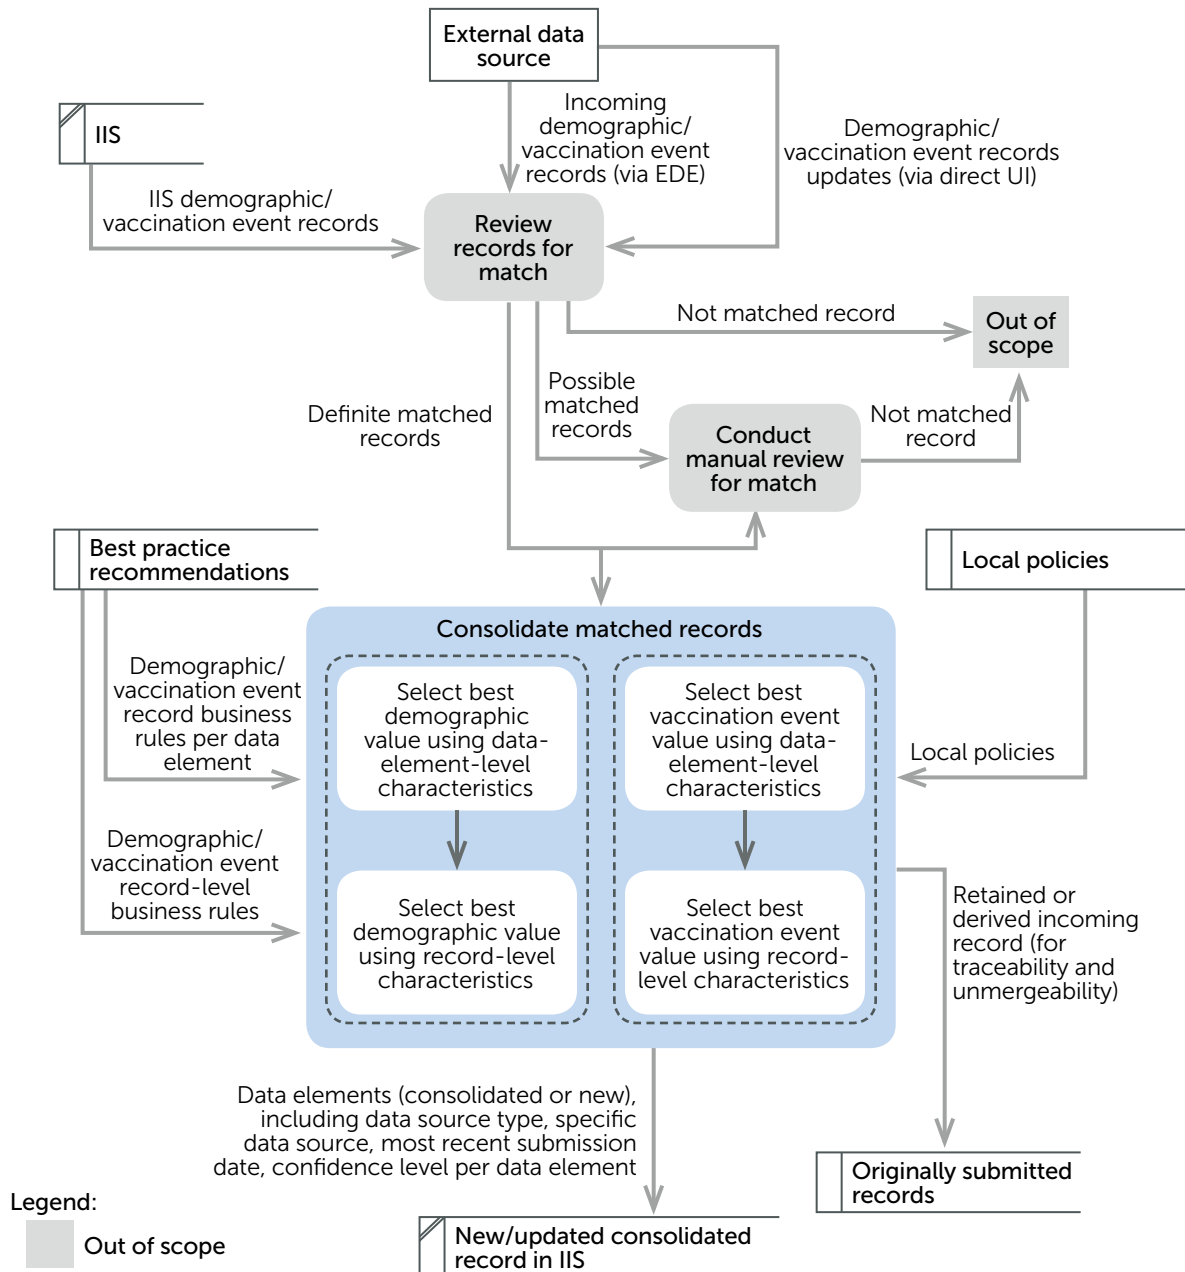 External data
source
IIS
Incoming
demographic/
vaccination event
records (via EDE)
Demographic/
vaccination event records
updates (via direct UI)
IIS demographic/
vaccination event records
Review
records for
match
Not matched record
Out of
scope
Definite matched
records
Possible
matched
records
Conduct
manual review
for match
Not matched
record
Best practice
recommendations
Local policies
Consolidate matched records
Demographic/
vaccination event
record business
rules per data
element
Select best
demographic
value using data-
element-level
characteristics
Select best
vaccination event
value using data-
element-level
characteristics
Local policies
Demographic/
vaccination event
record-level
business rules
Select best
demographic value
using record-level
characteristics
Select best
vaccination event
value using record-
level characteristics
Retained or
derived incoming
record (for
traceability and
unmergeability)
Data elements (consolidated or new),
including data source type, specific
data source, most recent submission
date, confidence level per data element
Originally submitted
records
Legend:
Out of scope
New/updated consolidated
record in IIS